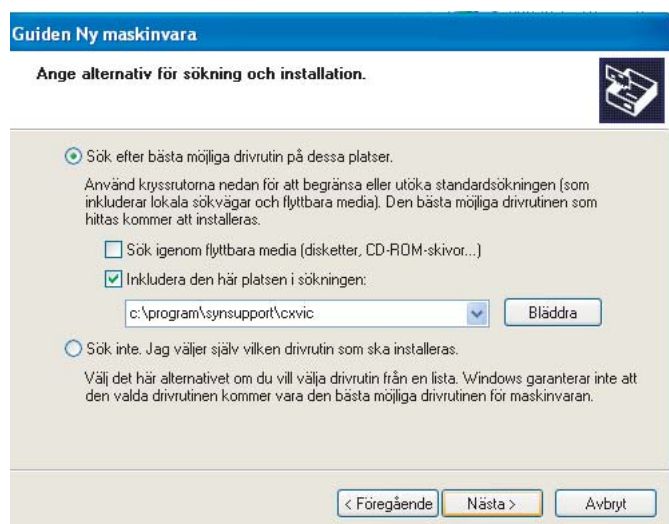 Guiden Ny maskinvara
Ange alternativ för sökning och installation.
Sök efter bästa möjliga drivrutin på dessa platser.
Använd kryssrutorna nedan för att begränsa eller utöka standardsökningen (som
inkluderar lokala sökvägar och flyttbara media). Den bästa möjliga drivrutinen som
hittas kommer att installeras.
Sök igenom flyttbara media (disketter, CD-ROM-skivor...)
Inkludera den här platsen i sökningen:
c:\program\synsupport\cxvic
Bläddra
Sök inte. Jag väljer själv vilken drivrutin som ska installeras.
Välj det här alternativet om du vill välja drivrutin från en lista. Windows garanterar inte att
den valda drivrutinen kommer vara den bästa möjliga drivrutinen för maskinvaran.
< Föregående Nästa > Avbryt